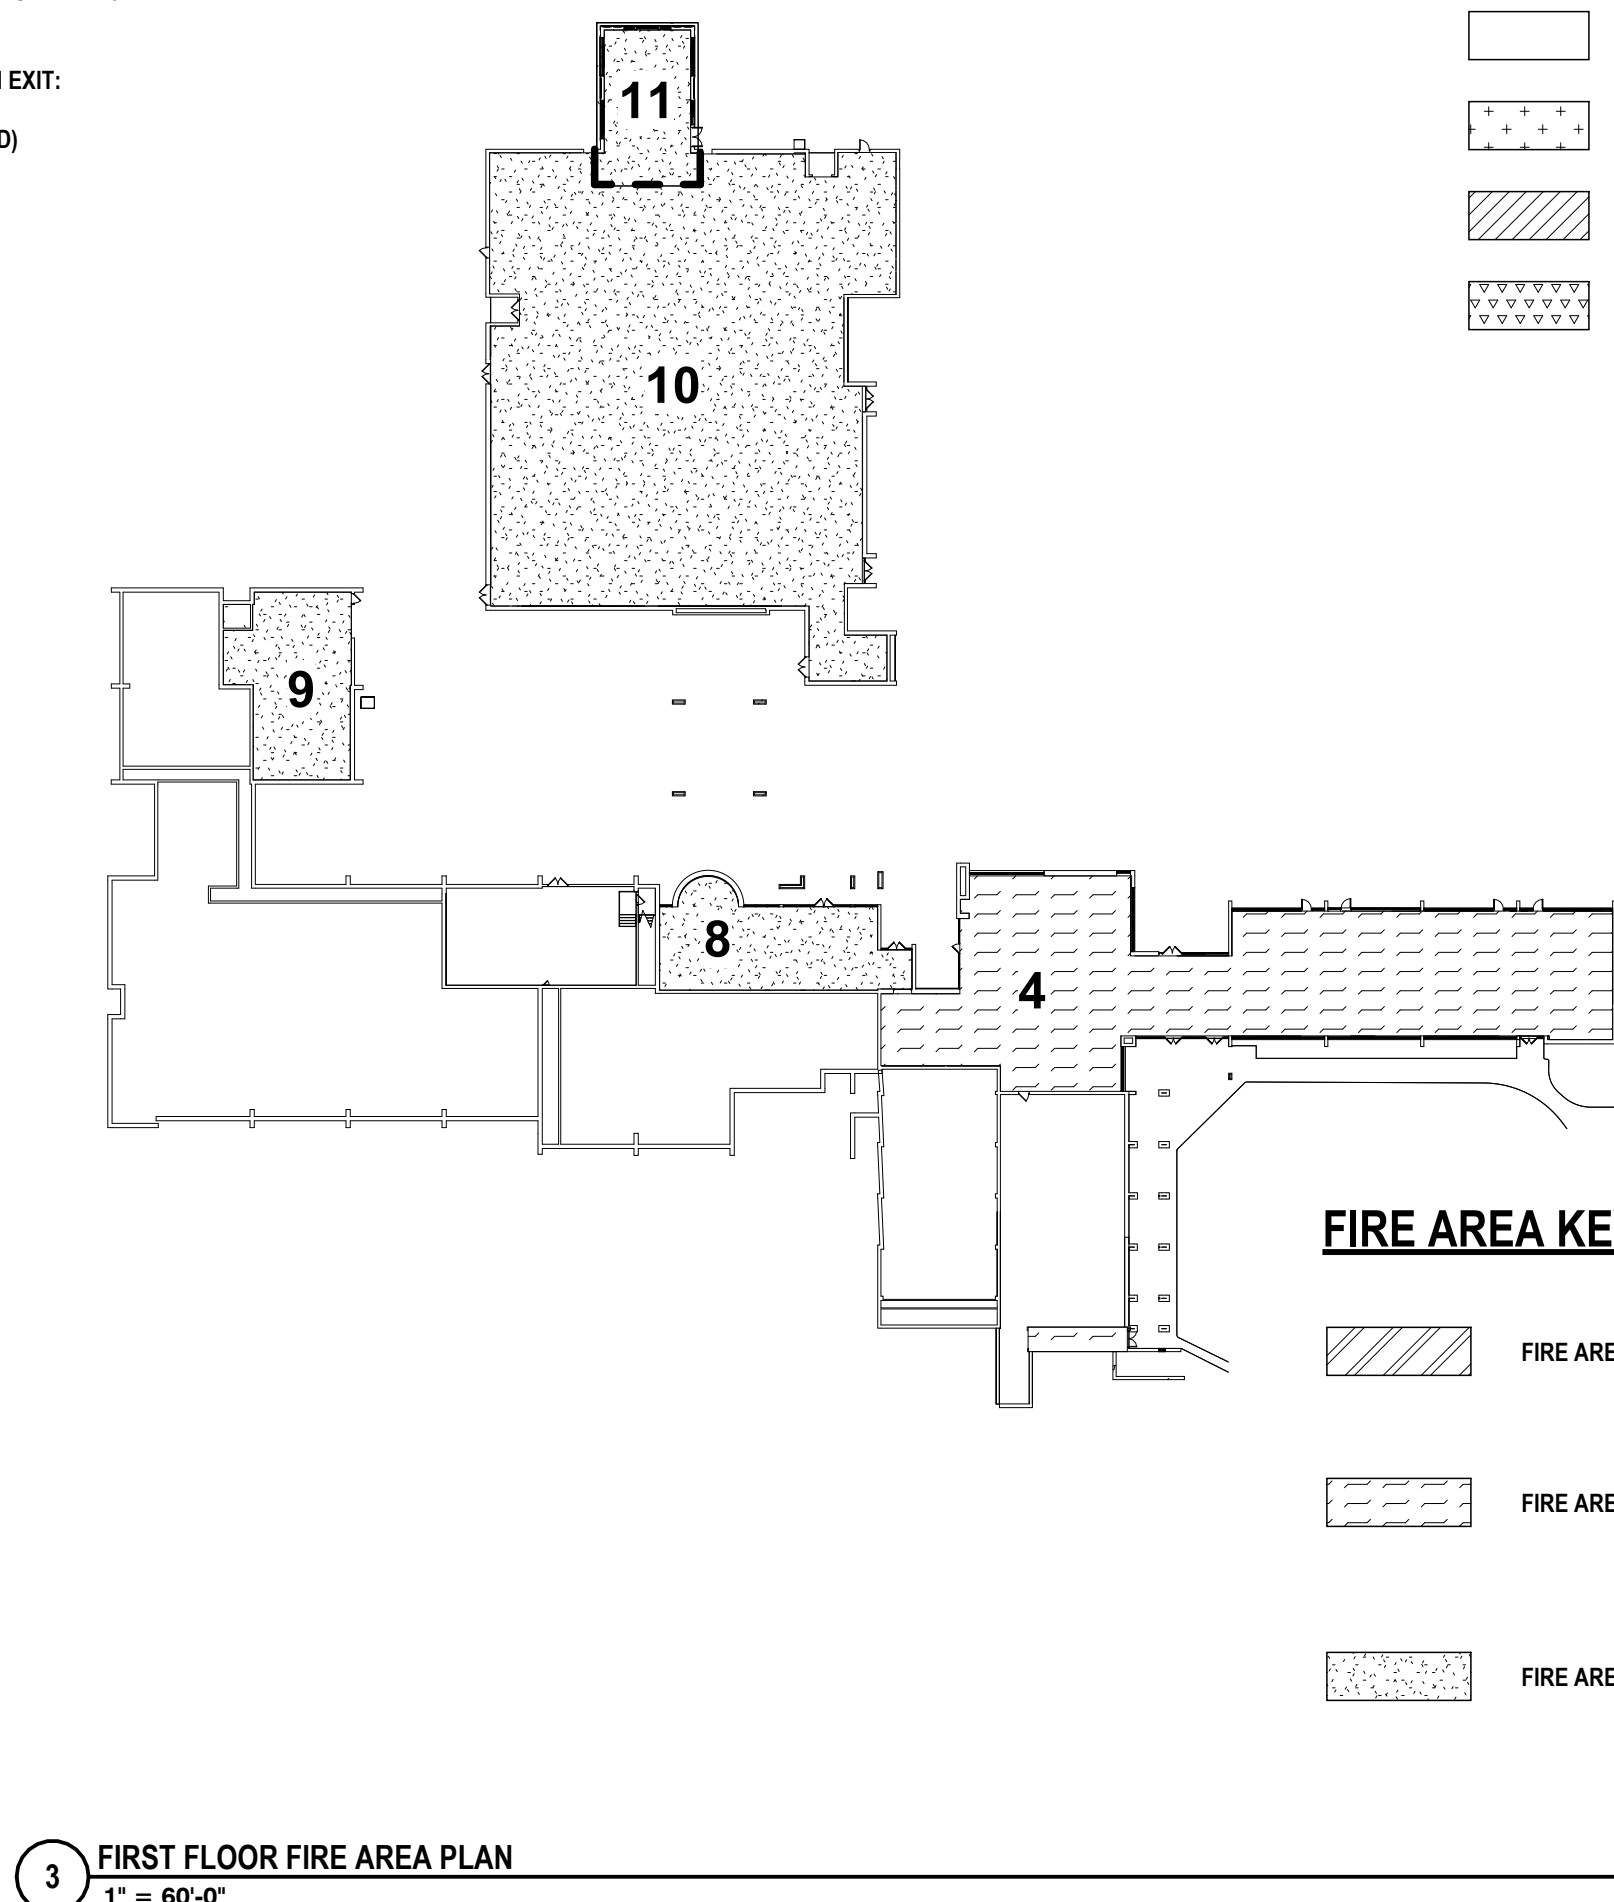 EXIT:
D)
11
10
9
8
4
FIRE AREA KE
FIRE ARE
FIRE ARE
FIRE ARE
3
FIRST FLOOR FIRE AREA PLAN
1" = 60'-0"